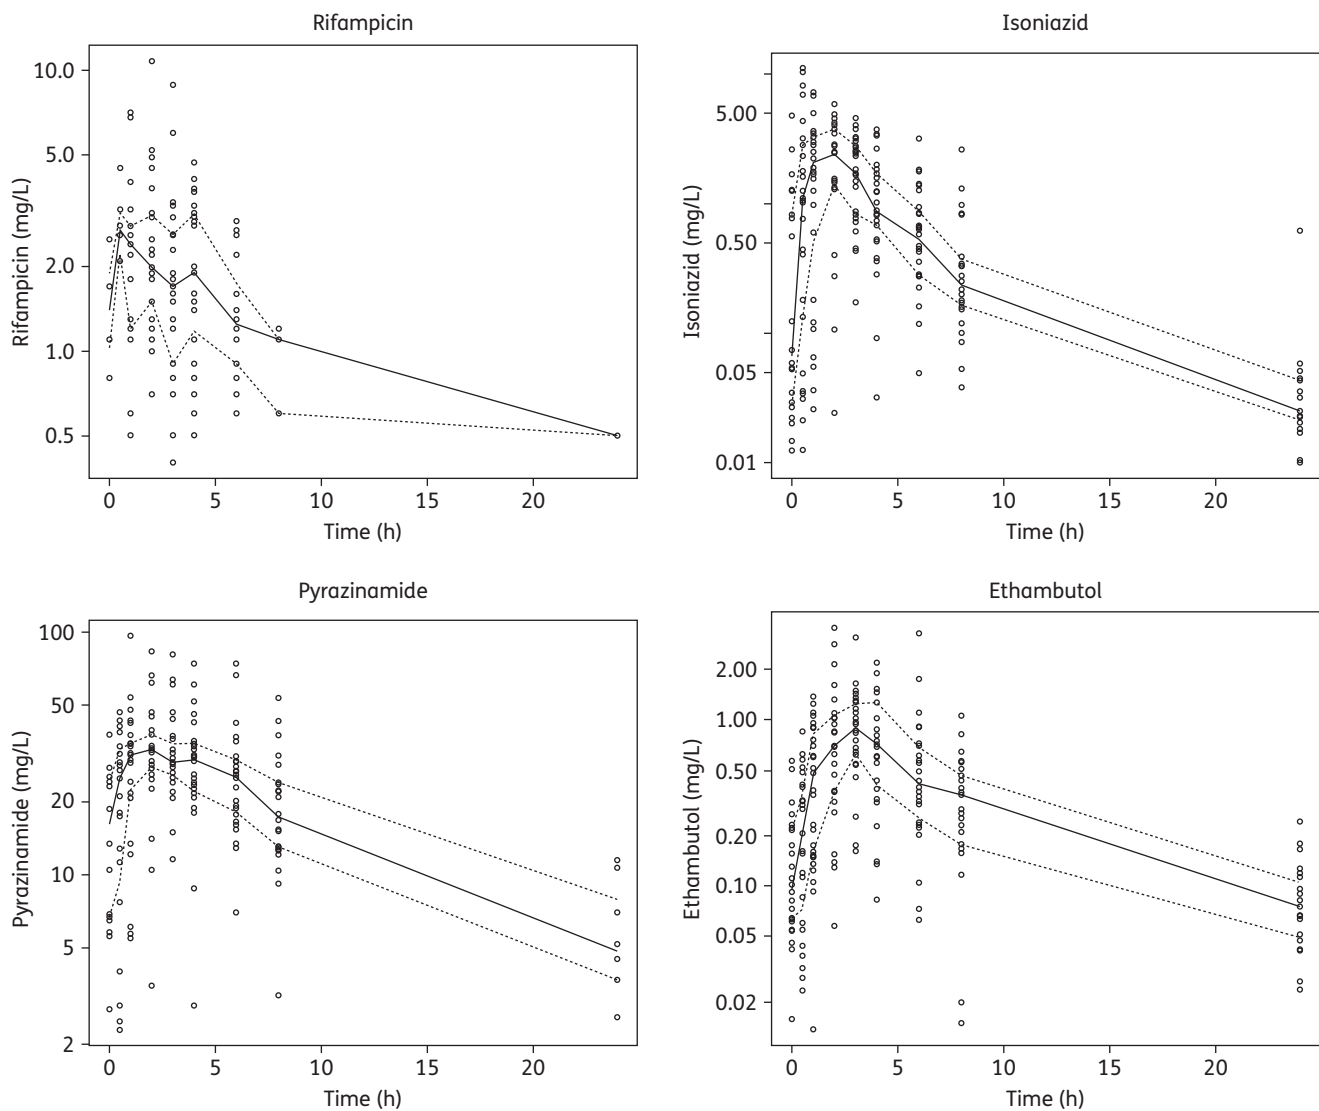 Rifampicin
Rifampicin (mg/L)
10.0
5.0
2.0
1.0
0.5
0 5 10 15 20
Time (h)
Isoniazid
Isoniazid (mg/L)
5.00
0.50
0.05
0.01
0 5 10 15 20
Time (h)
Pyrazinamide
Pyrazinamide (mg/L)
100
50
20
10
5
2
0 5 10 15 20
Time (h)
Ethambutol
Ethambutol (mg/L)
2.00
1.00
0.50
0.20
0.10
0.05
0.02
0 5 10 15 20
Time (h)